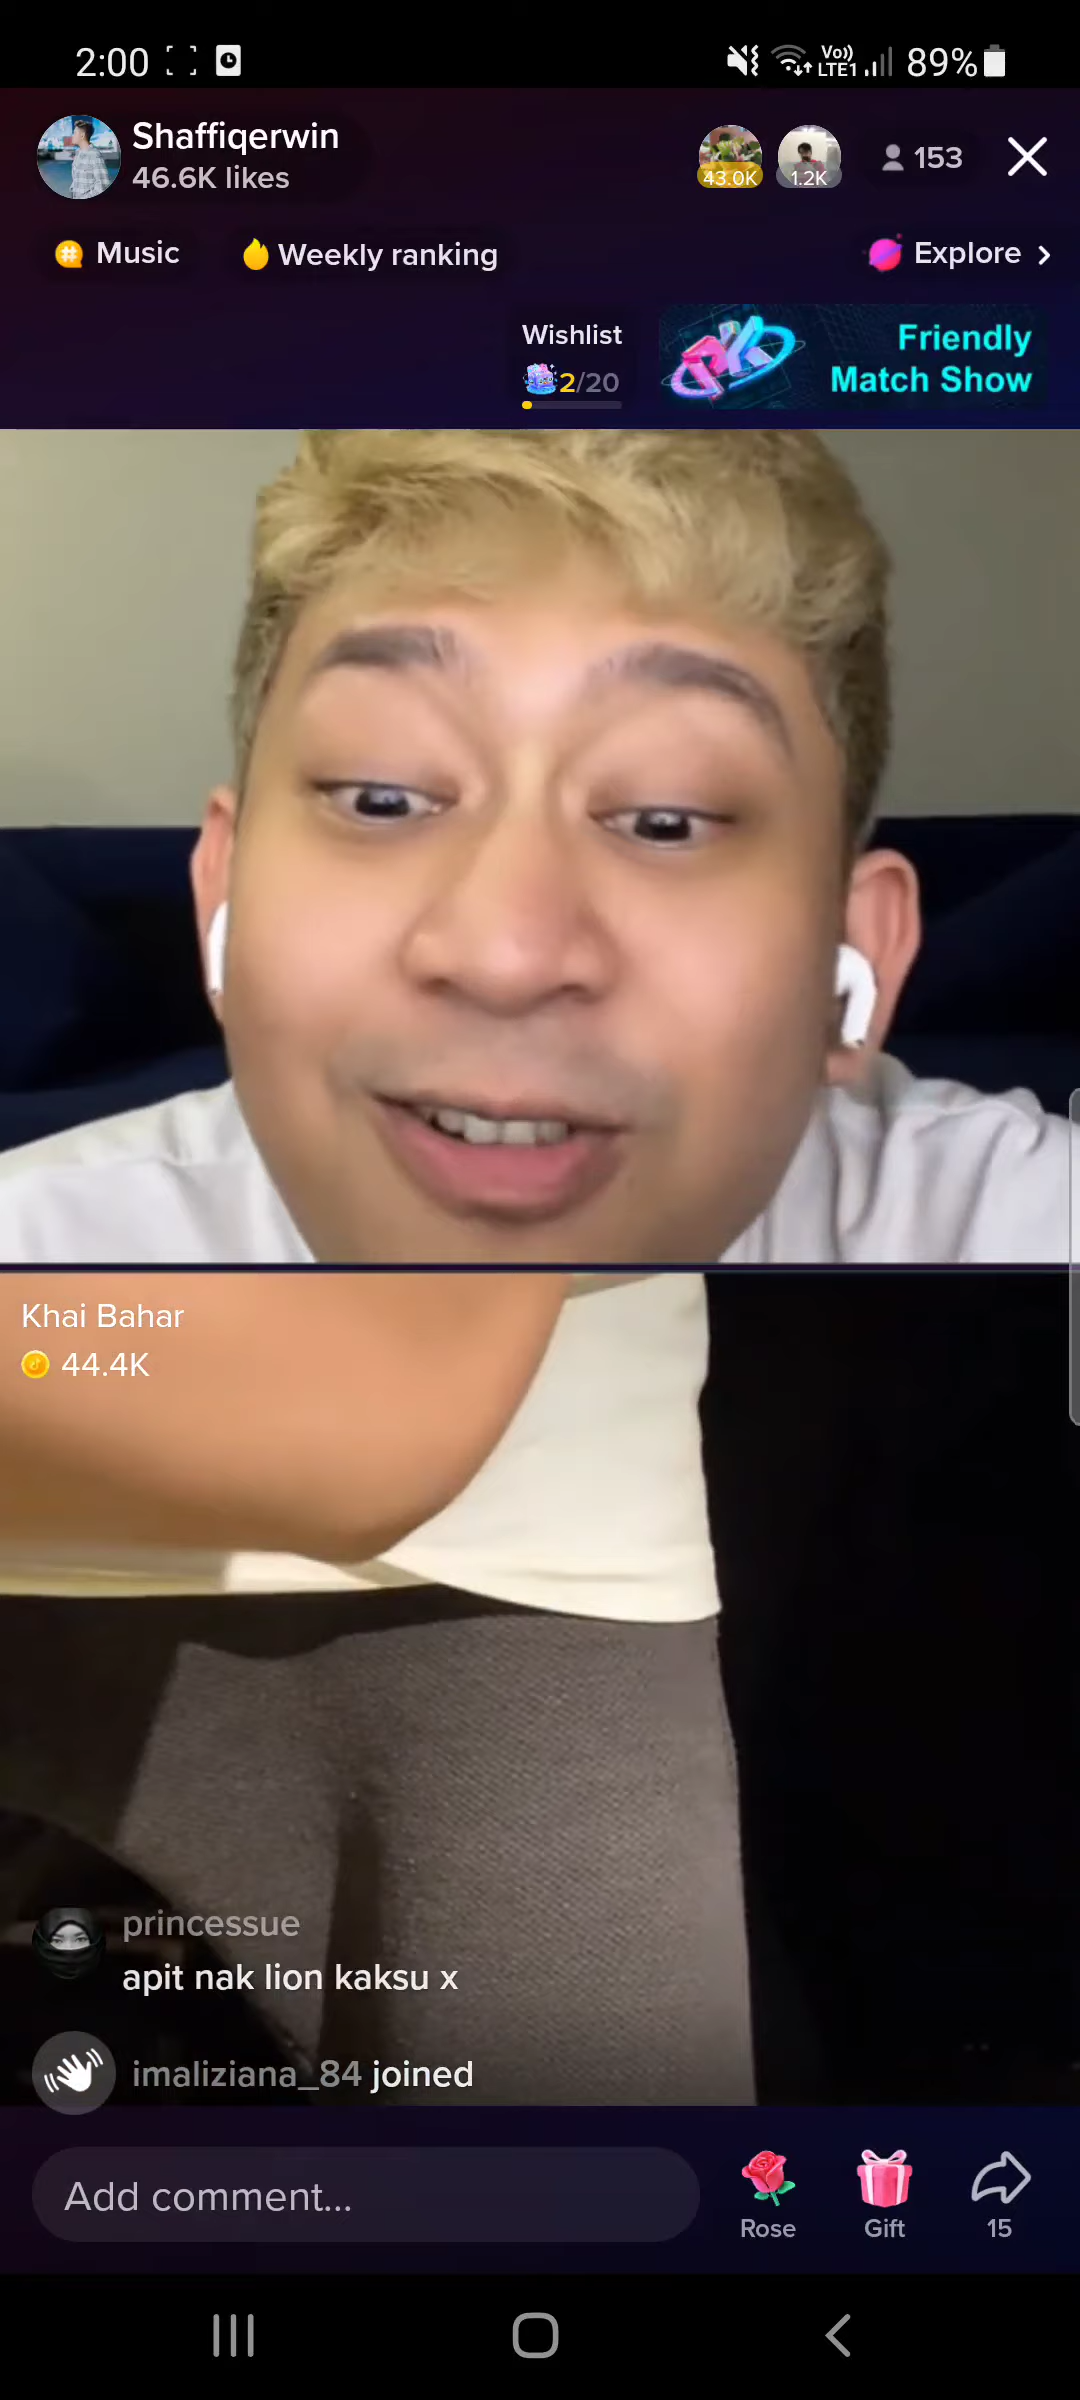 2:00
Vo))
LTE1
89%
Shaffiqerwin
46.6K likes
43.0K
1.2K
153
Music
Weekly ranking
Explore
Wishlist
2/20
Friendly
Match Show
Khai Bahar
44.4K
princessue
apit nak lion kaksu x
imaliziana_84 joined
Add comment...
Rose
Gift
15